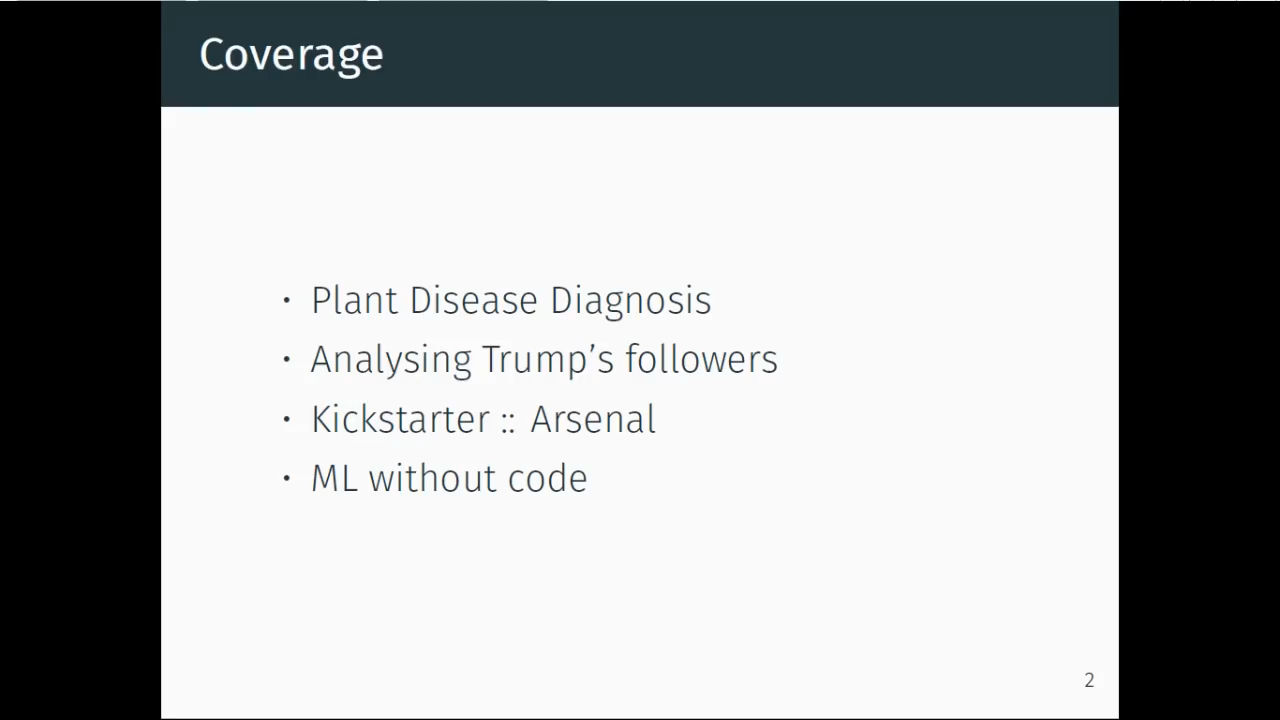 Coverage
• Plant Disease Diagnosis
• Analysing Trump’s followers
• Kickstarter :: Arsenal
• ML without code
2